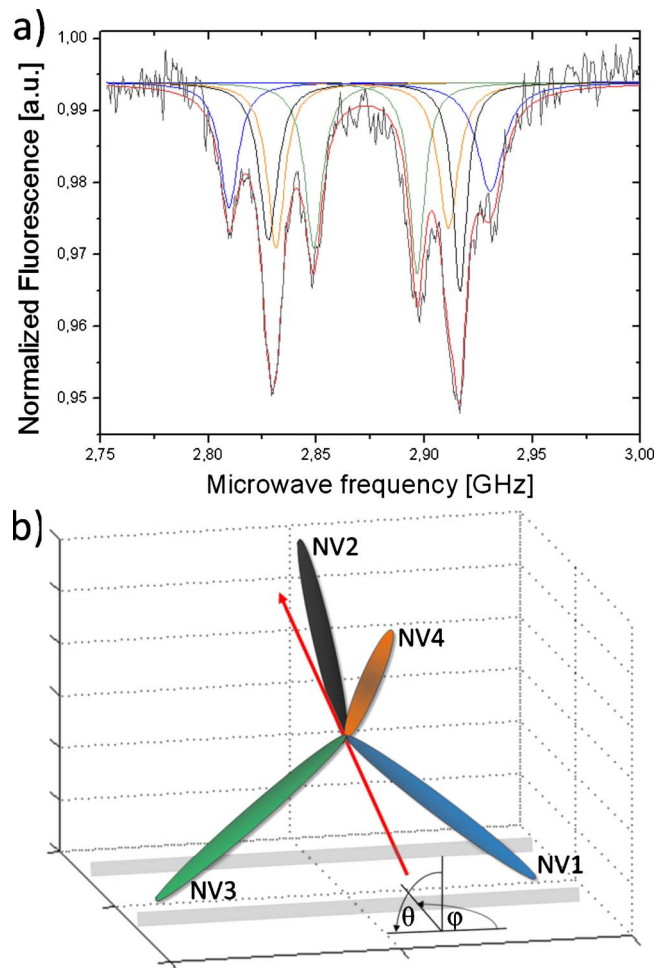 a)
1,00
0,99
0,98
0,97
0,96
0,95
Normalized Fluorescence [a.u.]
2,75 2,80 2,85 2,90 2,95 3,00
Microwave frequency [GHz]
b)
NV2
NV4
NV3
NV1
θ φ